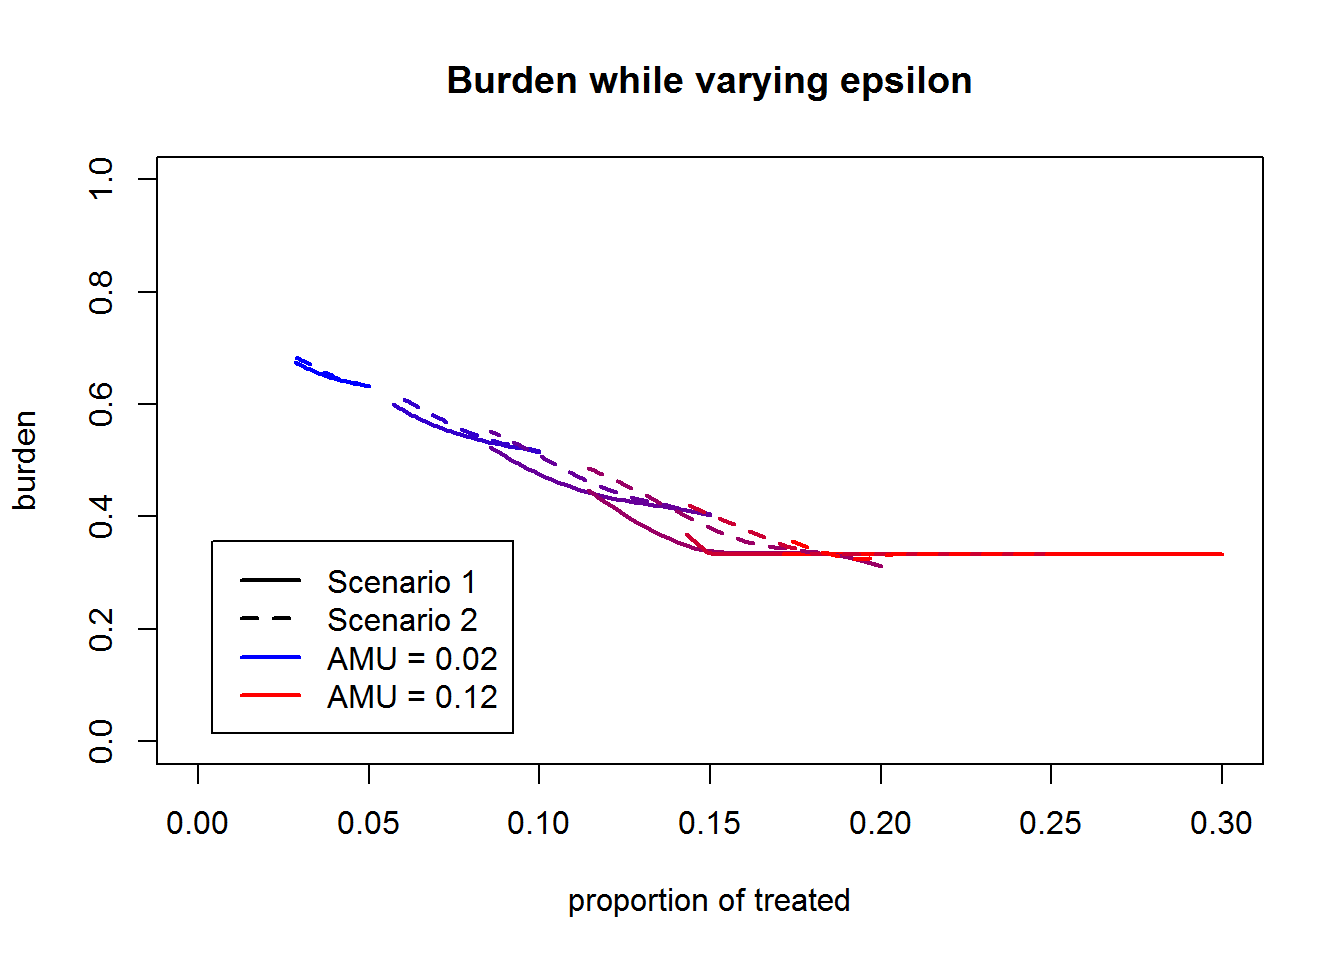 Burden while varying epsilon
burden
1.0
0.8
0.6
0.4
0.2
0.0
Scenario 1
Scenario 2
AMU = 0.02
AMU = 0.12
0.00 0.05 0.10 0.15 0.20 0.25 0.30
proportion of treated